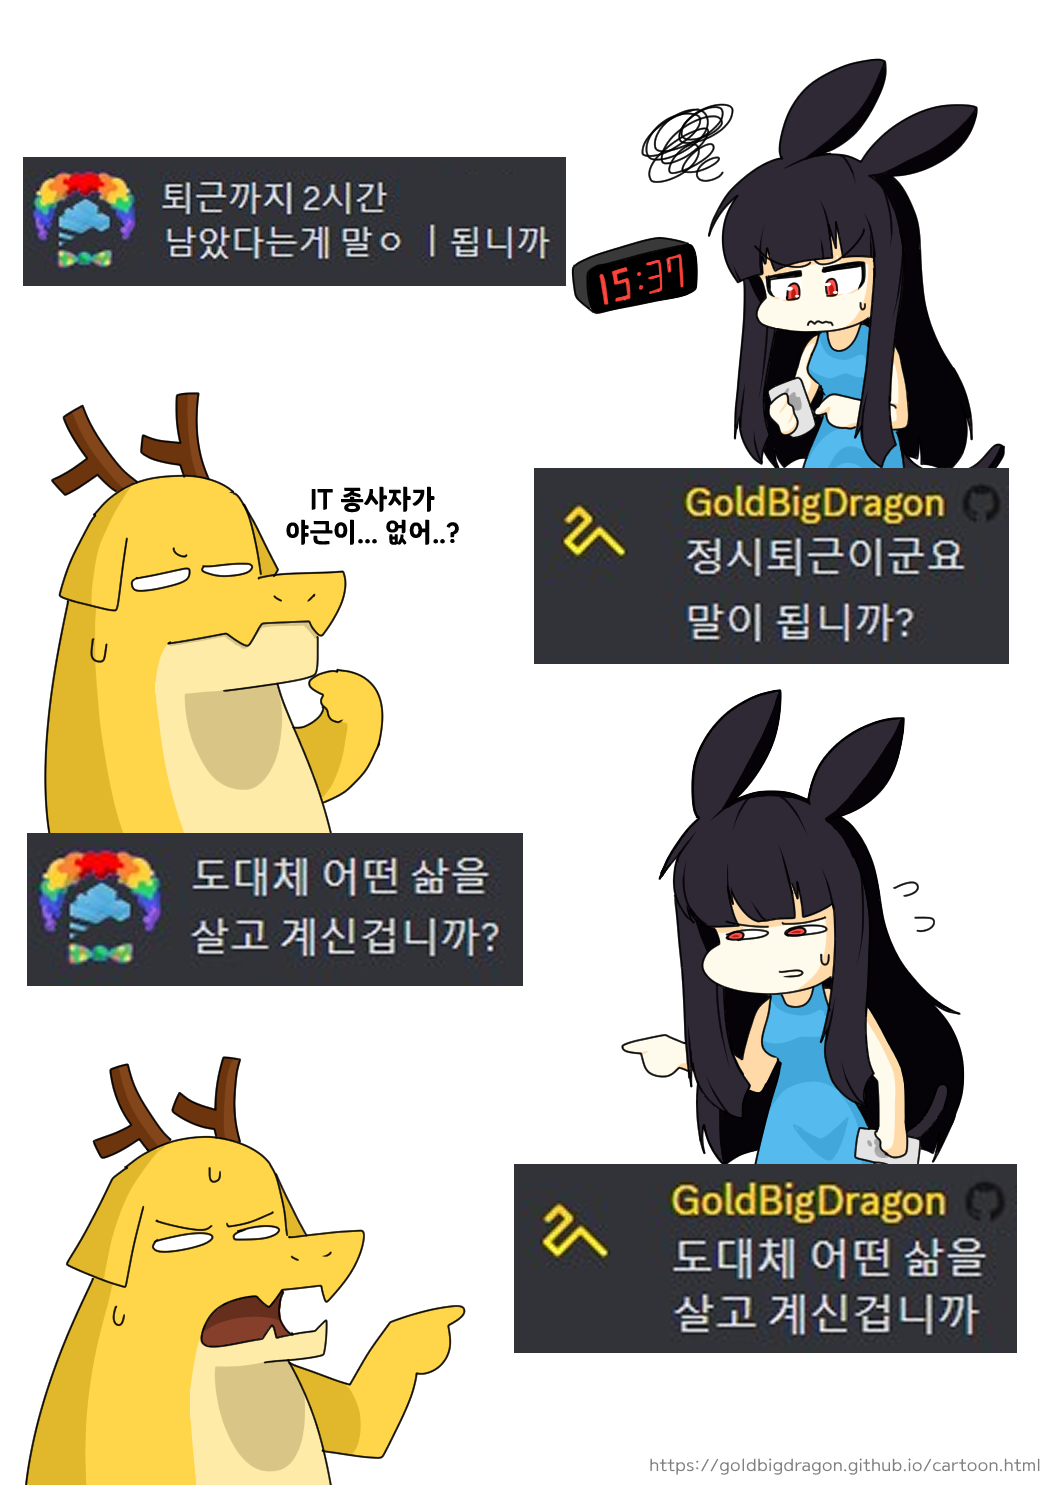 퇴근까지 2시간
남았다는게 말ㅇ ㅣ됩니까
15:37
IT 종사자가
야근이... 없어..?
GoldBigDragon
정시퇴근이군요
말이 됩니까?
도대체 어떤 삶을
살고 계신겁니까?
GoldBigDragon
도대체 어떤 삶을
살고 계신겁니까
https://goldbigdragon.github.io/cartoon.html